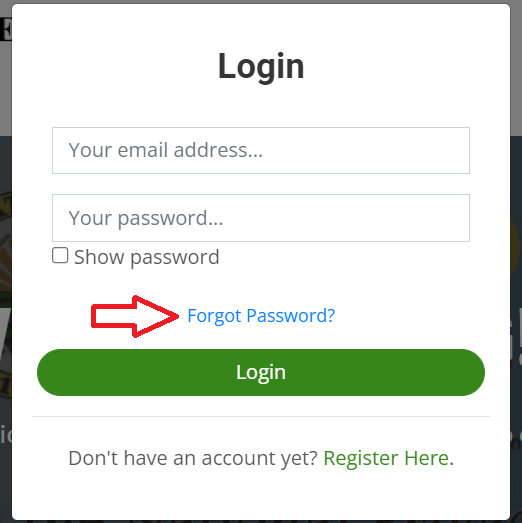 E
Login
Your email address...
Your password...
Show password
Forgot Password?
Login
Don't have an account yet? Register Here.